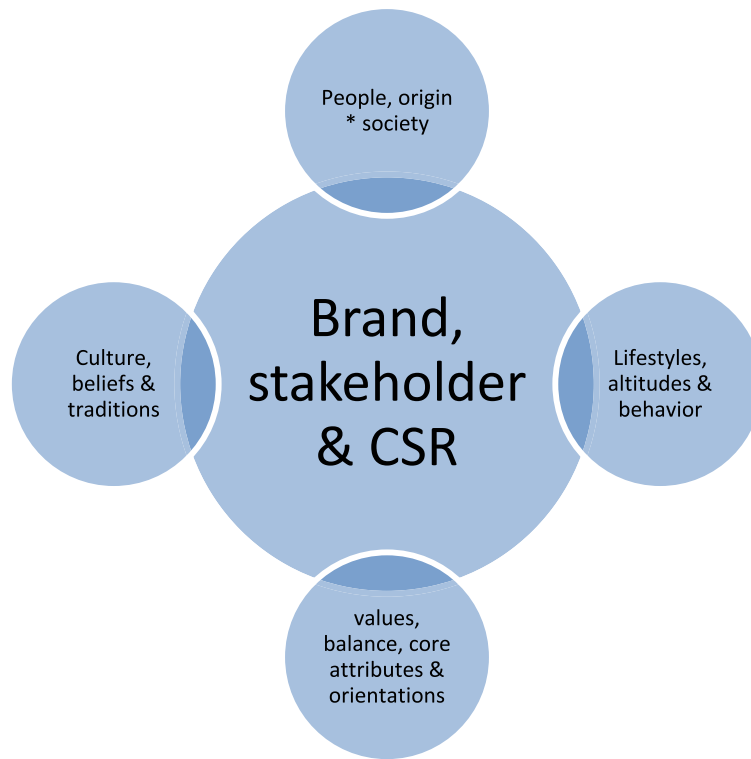 People, origin
* society
Brand,
stakeholder
& CSR
Culture,
beliefs &
traditions
Lifestyles,
altitudes &
behavior
values,
balance, core
attributes &
orientations